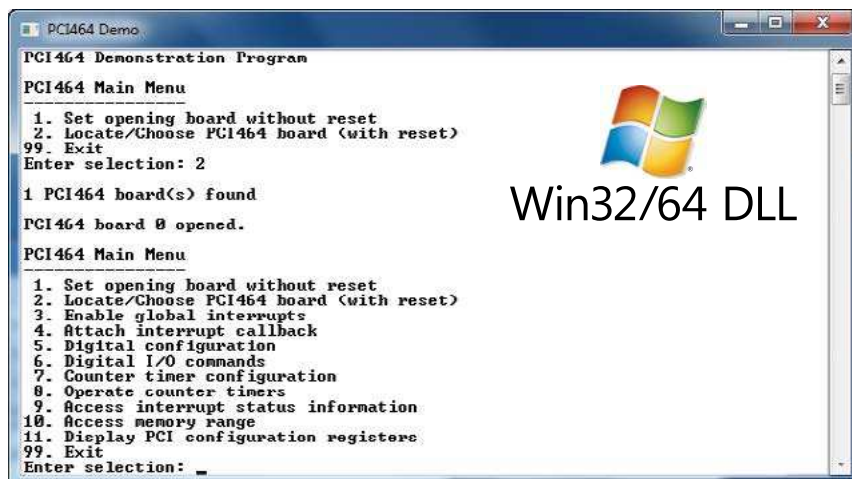 PCI464 Demo
PCI464 Demonstration Program
PCI464 Main Menu
-----------------
1. Set opening board without reset
2. Locate/Choose PCI464 board (with reset)
99. Exit
Enter selection: 2
1 PCI464 board(s) found
PCI464 board 0 opened.
PCI464 Main Menu
-----------------
1. Set opening board without reset
2. Locate/Choose PCI464 board (with reset)
3. Enable global interrupts
4. Attach interrupt callback
5. Digital configuration
6. Digital I/O commands
7. Counter timer configuration
8. Operate counter timers
9. Access interrupt status information
10. Access memory range
11. Display PCI configuration registers
99. Exit
Enter selection: _
Win32/64 DLL